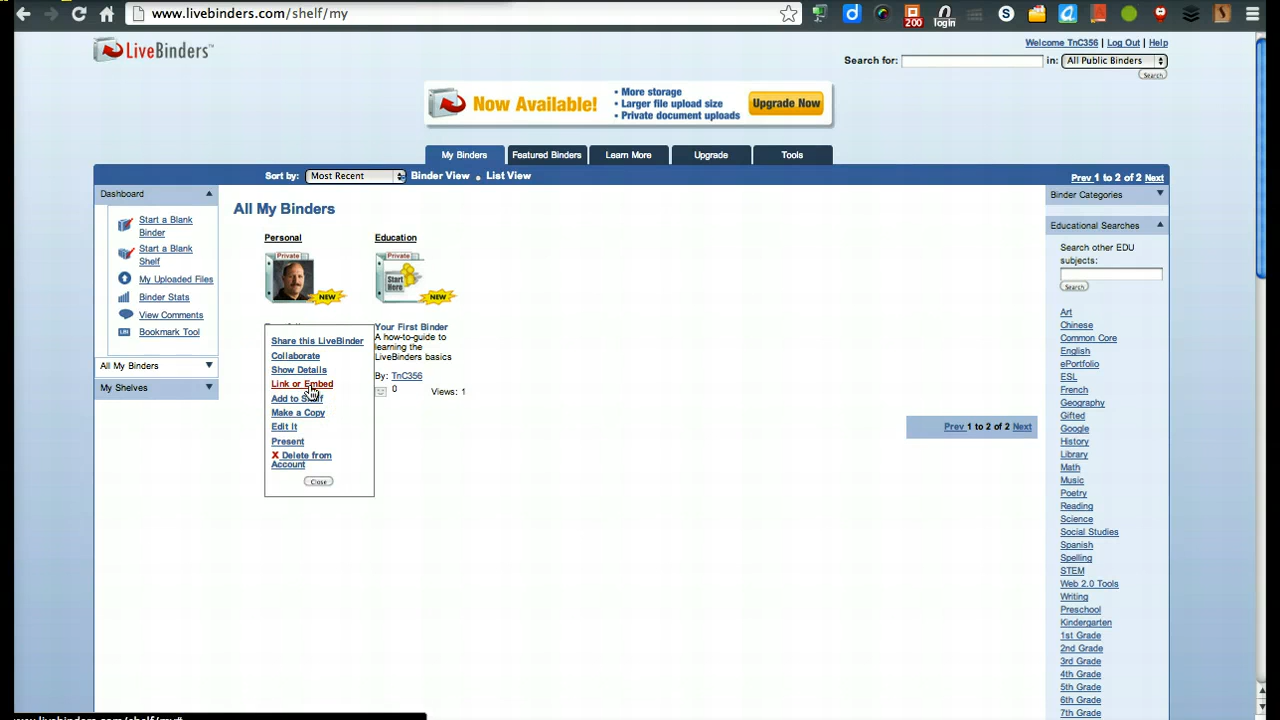 www.livebinders.com/shelf/my
200
login
LiveBinders
Welcome TnC356 | Log Out | Help
Search for: in: All Public Binders
Search
Now Available!
• More storage
• Larger file upload size
• Private document uploads
Upgrade Now
My Binders Featured Binders Learn More Upgrade Tools
Sort by: Most Recent Binder View • List View
Prev 1 to 2 of 2 Next
Dashboard
Start a Blank
Binder
Start a Blank
Shelf
My Uploaded Files
Binder Stats
View Comments
Bookmark Tool
All My Binders
My Shelves
All My Binders
Personal
Private
NEW
Education
Private
Start
Here
NEW
Share this LiveBinder
Collaborate
Show Details
Link or Embed
Add to Shelf
Make a Copy
Edit It
Present
X Delete from
Account
Close
Your First Binder
A how-to-guide to
learning the
LiveBinders basics
By: TnC356
0 Views: 1
Prev 1 to 2 of 2 Next
Binder Categories
Educational Searches
Search other EDU
subjects:
Search
Art
Chinese
Common Core
English
ePortfolio
ESL
French
Geography
Gifted
Google
History
Library
Math
Music
Poetry
Reading
Science
Social Studies
Spanish
Spelling
STEM
Web 2.0 Tools
Writing
Preschool
Kindergarten
1st Grade
2nd Grade
3rd Grade
4th Grade
5th Grade
6th Grade
7th Grade
www.livebinders.com/shelf/my#